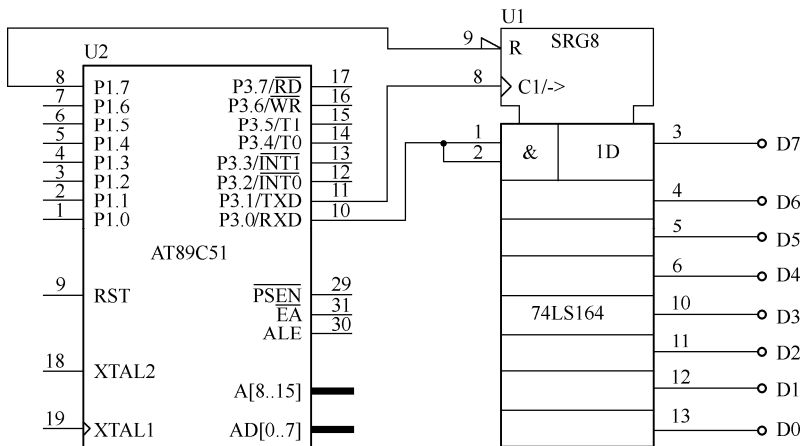 U1
9 R SRG8
8 C1/->
U2
8 P1.7 P3.7/RD 17
7 P1.6 P3.6/WR 16
6 P1.5 P3.5/T1 15
5 P1.4 P3.4/T0 14
4 P1.3 P3.3/INT1 13
3 P1.2 P3.2/INT0 12
2 P1.1 P3.1/TXD 11
1 P1.0 P3.0/RXD 10
AT89C51
9 RST PSEN 29
EA 31
ALE 30
18 XTAL2
A[8..15]
19 XTAL1 AD[0..7]
1
2
& 1D 3 D7
4 D6
5 D5
6 D4
74LS164 10 D3
11 D2
12 D1
13 D0